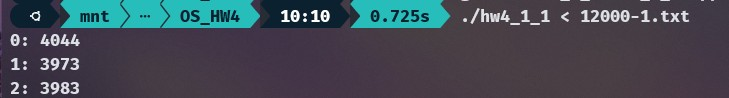 mnt ··· OS_HW4 10:10 0.725s ./hw4_1_1 < 12000-1.txt
0: 4044
1: 3973
2: 3983